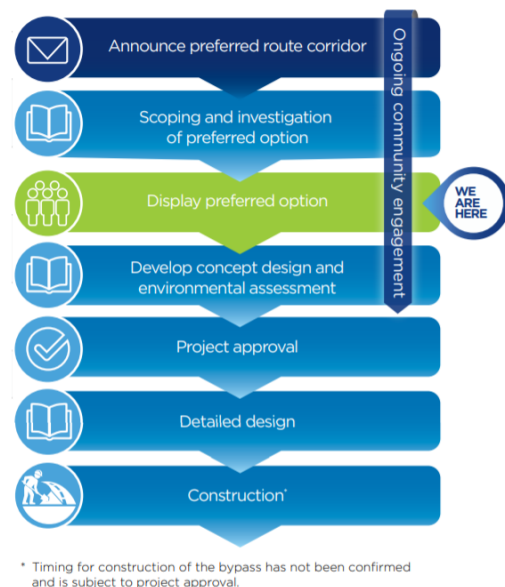 Announce preferred route corridor
Scoping and investigation
of preferred option
Display preferred option
Develop concept design and
environmental assessment
Project approval
Detailed design
Construction*
Ongoing community engagement
WE
ARE
HERE
* Timing for construction of the bypass has not been confirmed
and is subject to project approval.